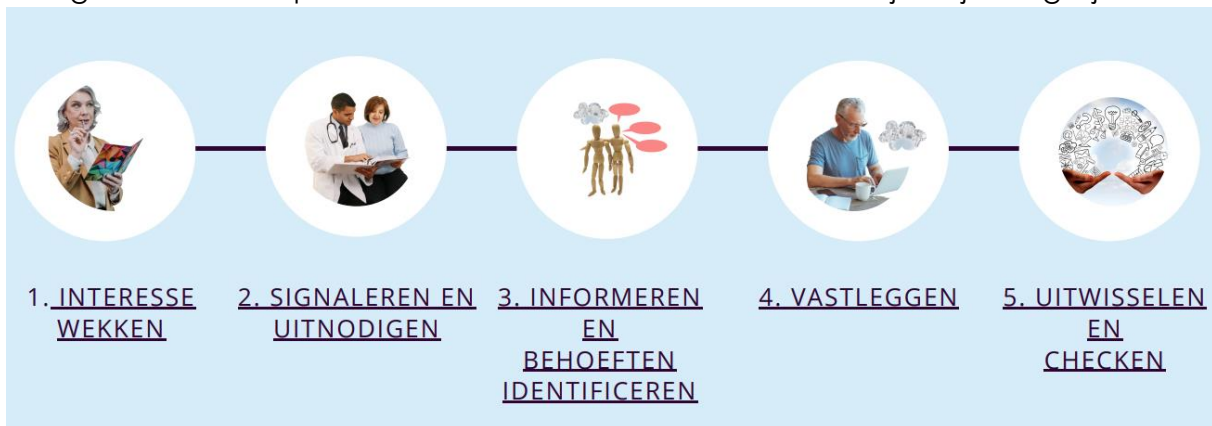 1. INTERESSE
WEKKEN
2. SIGNALEREN EN
UITNODIGEN
3. INFORMEREN
EN
BEHOEFTEN
IDENTIFICEREN
4. VASTLEGGEN
5. UITWISSELEN
EN
CHECKEN